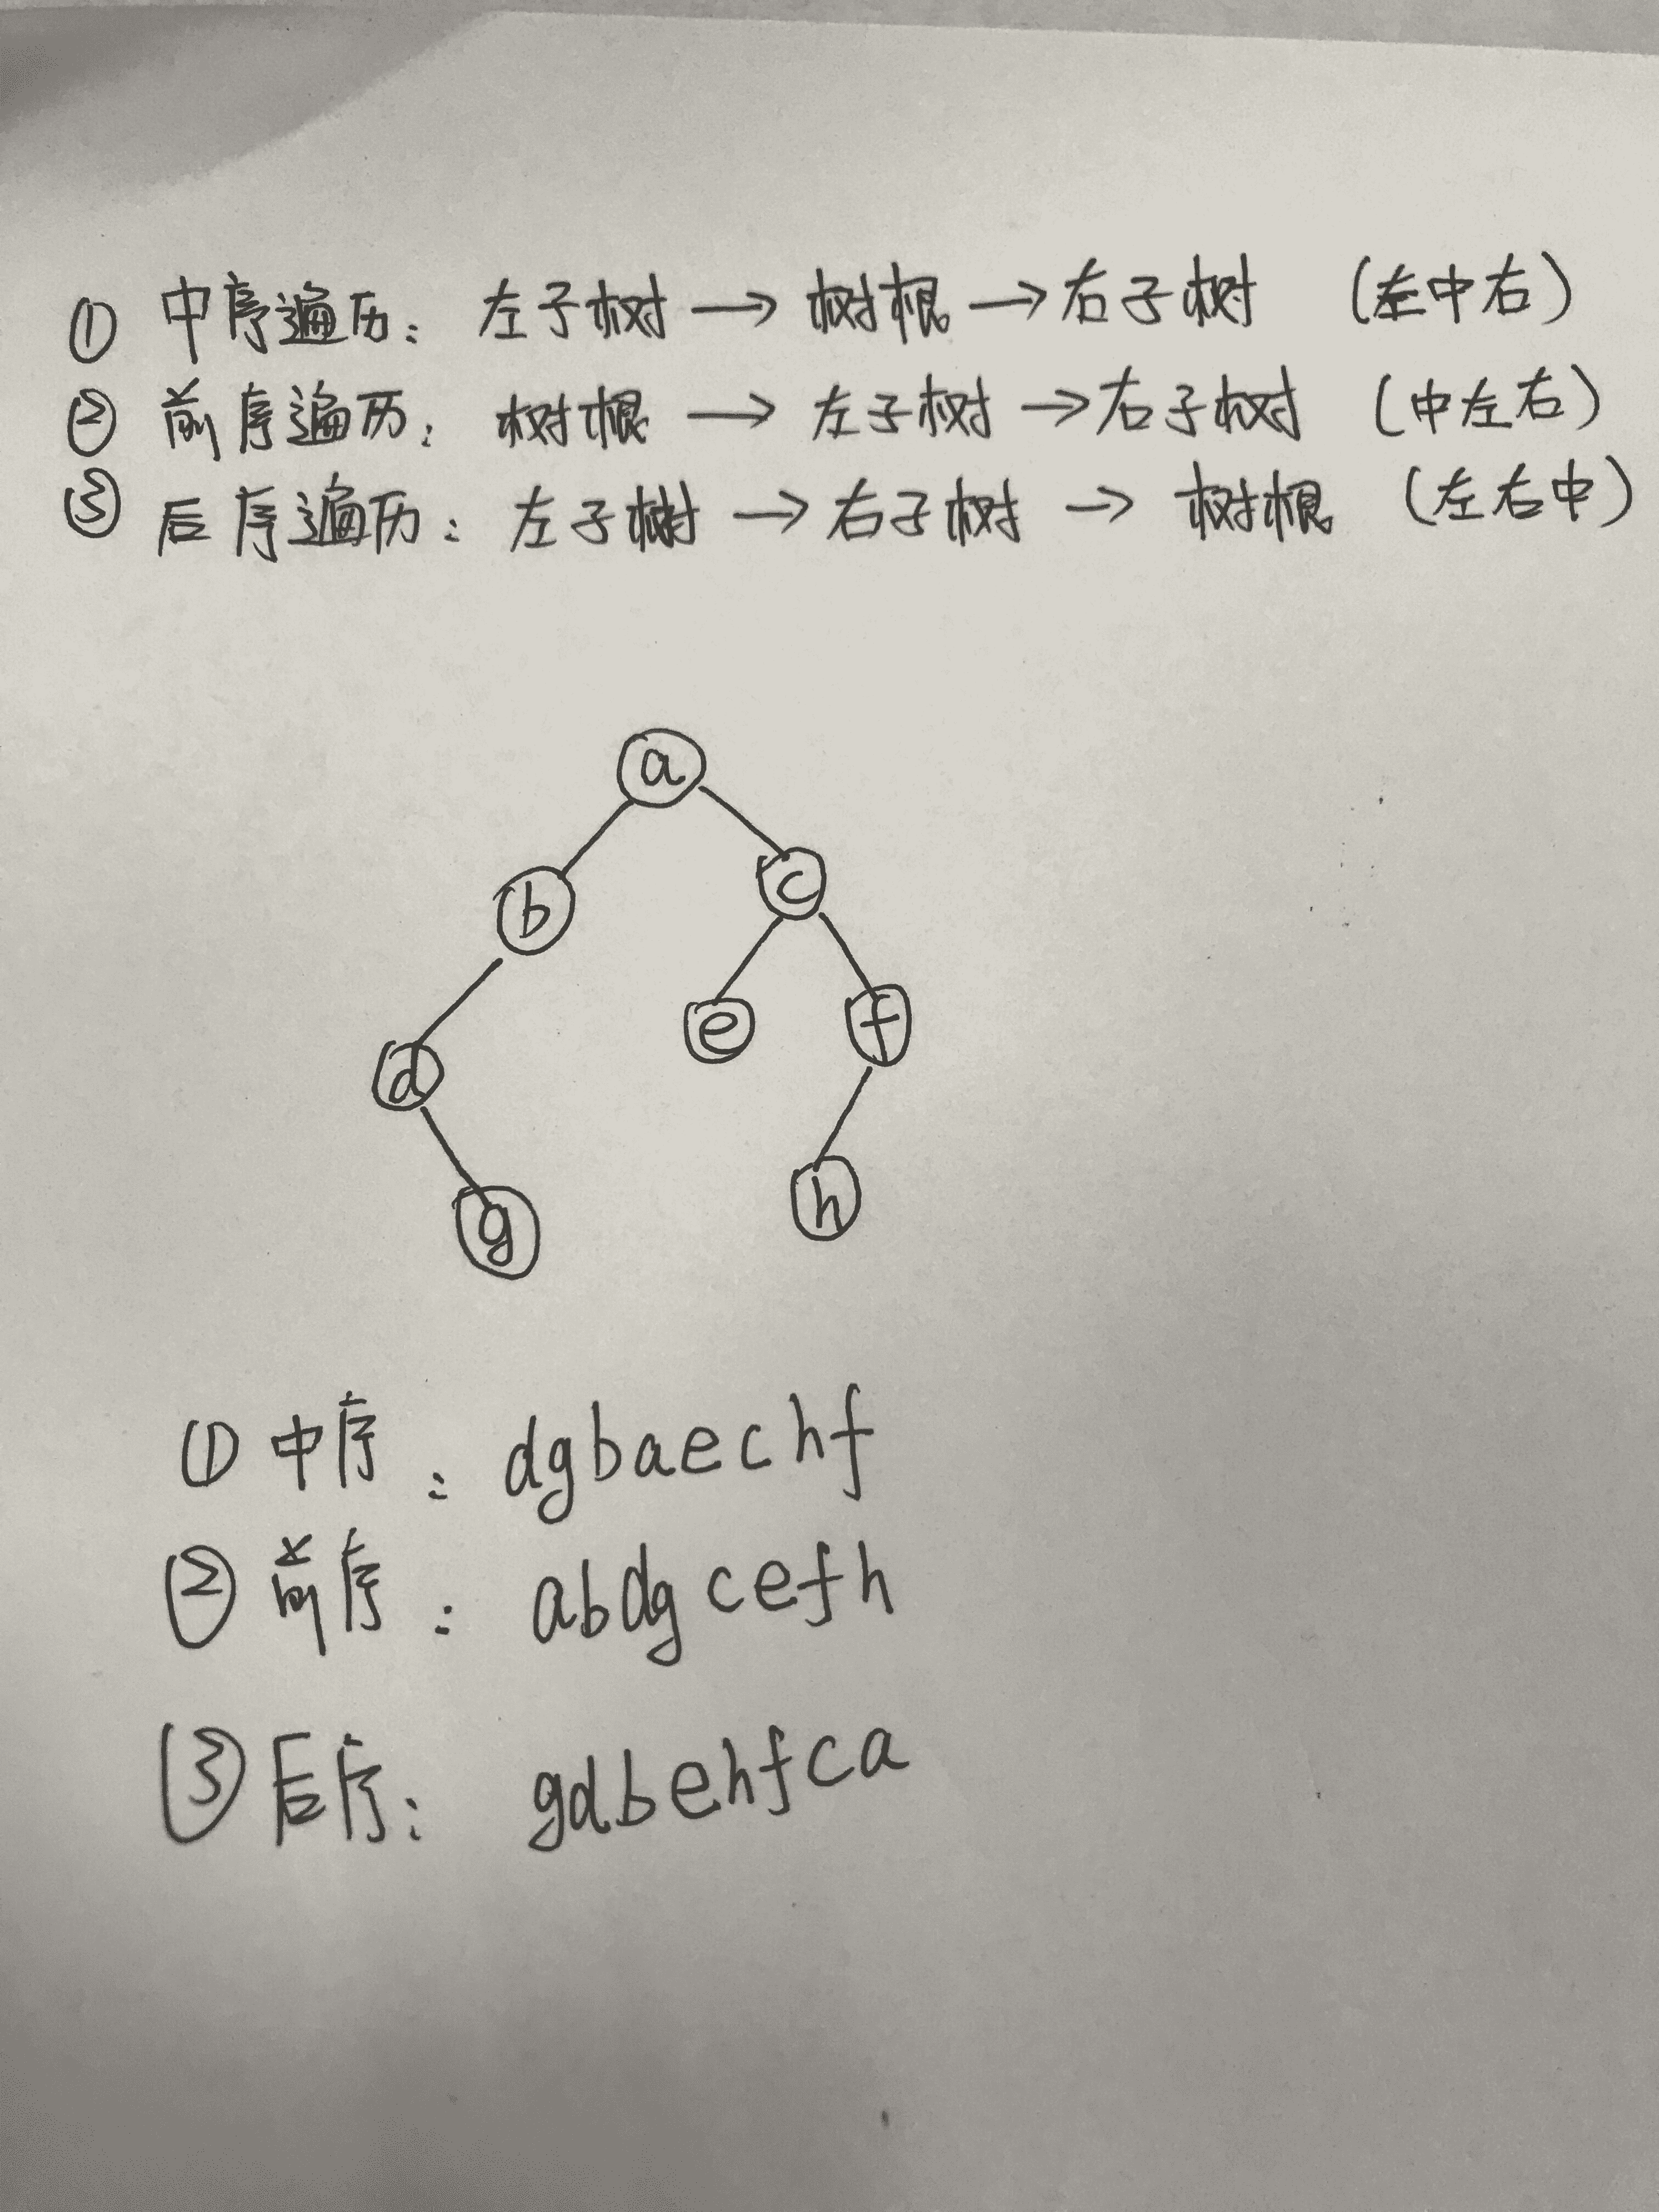 ① 中序遍历: 左子树 → 树根 → 右子树 (左中右)
② 前序遍历: 树根 → 左子树 → 右子树 (中左右)
③ 后序遍历: 左子树 → 右子树 → 树根 (左右中)
a
b c
d e f
g h
① 中序: dgbaechf
② 前序: abdgcefh
③ 后序: gdbehfca